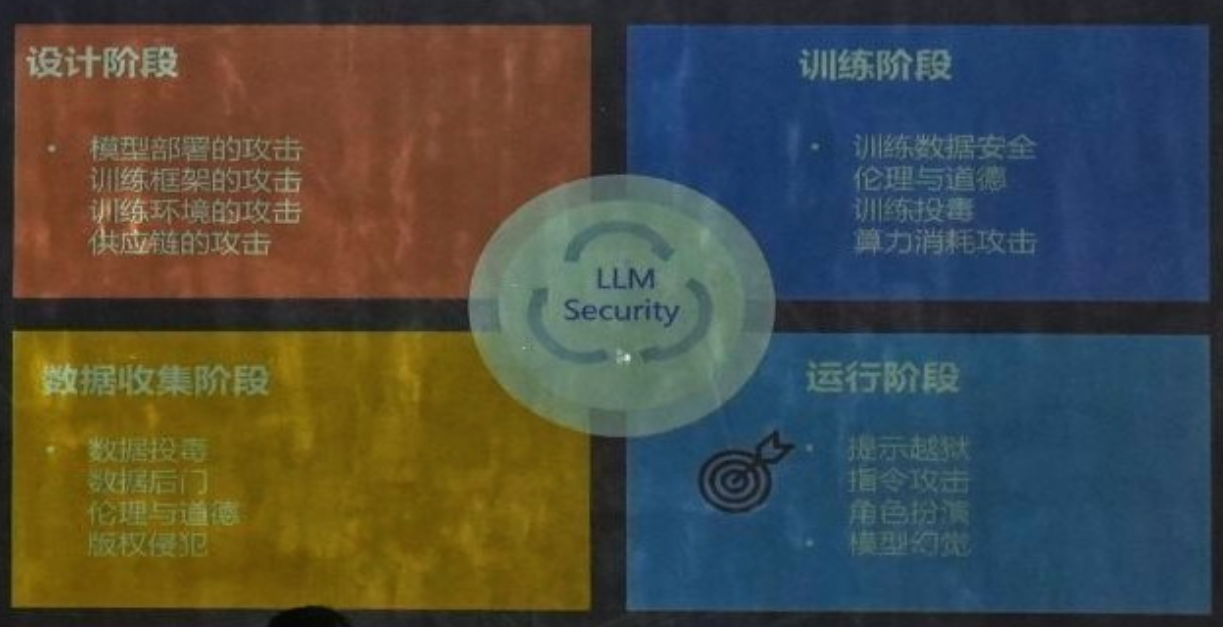 设计阶段
• 模型部署的攻击
训练框架的攻击
训练环境的攻击
供应链的攻击
训练阶段
• 训练数据安全
伦理与道德
训练投毒
算力消耗攻击
LLM
Security
数据收集阶段
• 数据投毒
数据后门
伦理与道德
版权侵犯
运行阶段
• 提示越狱
指令攻击
角色扮演
• 模型幻觉